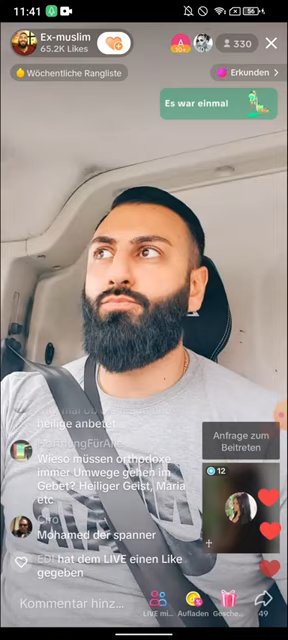 11:41
56
Ex-muslim
65.2K Likes
330
Wöchentliche Rangliste
Erkunden
Es war einmal
heilige anbetet
Wieso müssen orthodoxe
immer Umwege gehen im
Gebet? Heiliger Geist, Maria
etc
Mohamed der spanner
EDI hat dem LIVE einen Like
gegeben
Anfrage zum
Beitreten
12
Kommentar hinz...
LIVE mi...
Aufladen
Gesche...
49